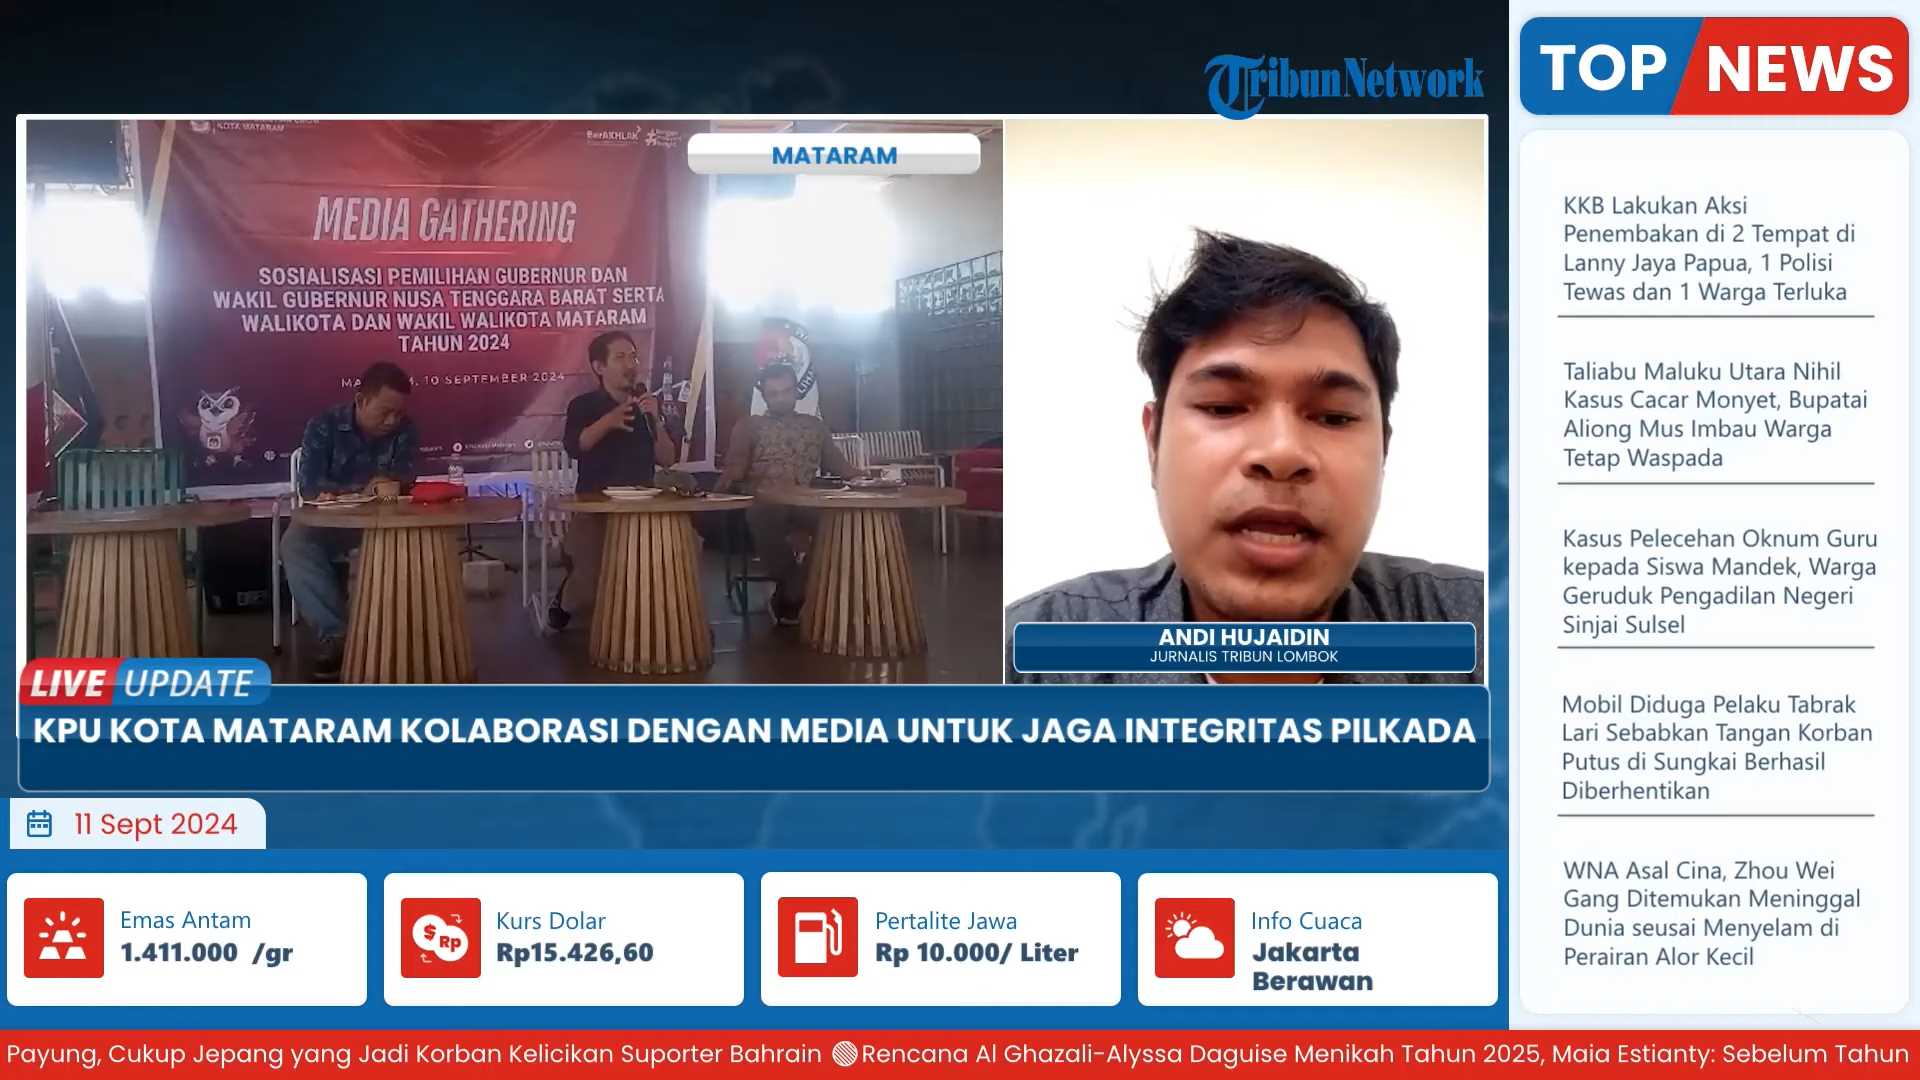 TribunNetwork
TOP NEWS
KOTA MATARAM
BerAKHLAK
MATARAM
MEDIA GATHERING
SOSIALISASI PEMILIHAN GUBERNUR DAN
WAKIL GUBERNUR NUSA TENGGARA BARAT SERTA
WALIKOTA DAN WAKIL WALIKOTA MATARAM
TAHUN 2024
10 SEPTEMBER 2024
ANDI HUJAIDIN
JURNALIS TRIBUN LOMBOK
LIVE UPDATE
KPU KOTA MATARAM KOLABORASI DENGAN MEDIA UNTUK JAGA INTEGRITAS PILKADA
11 Sept 2024
Emas Antam
1.411.000 /gr
Kurs Dolar
$ Rp
Rp15.426,60
Pertalite Jawa
Rp 10.000/ Liter
Info Cuaca
Jakarta
Berawan
KKB Lakukan Aksi
Penembakan di 2 Tempat di
Lanny Jaya Papua, 1 Polisi
Tewas dan 1 Warga Terluka
Taliabu Maluku Utara Nihil
Kasus Cacar Monyet, Bupatai
Aliong Mus Imbau Warga
Tetap Waspada
Kasus Pelecehan Oknum Guru
kepada Siswa Mandek, Warga
Geruduk Pengadilan Negeri
Sinjai Sulsel
Mobil Diduga Pelaku Tabrak
Lari Sebabkan Tangan Korban
Putus di Sungkai Berhasil
Diberhentikan
WNA Asal Cina, Zhou Wei
Gang Ditemukan Meninggal
Dunia seusai Menyelam di
Perairan Alor Kecil
Payung, Cukup Jepang yang Jadi Korban Kelicikan Suporter Bahrain Rencana Al Ghazali-Alyssa Daguise Menikah Tahun 2025, Maia Estianty: Sebelum Tahun